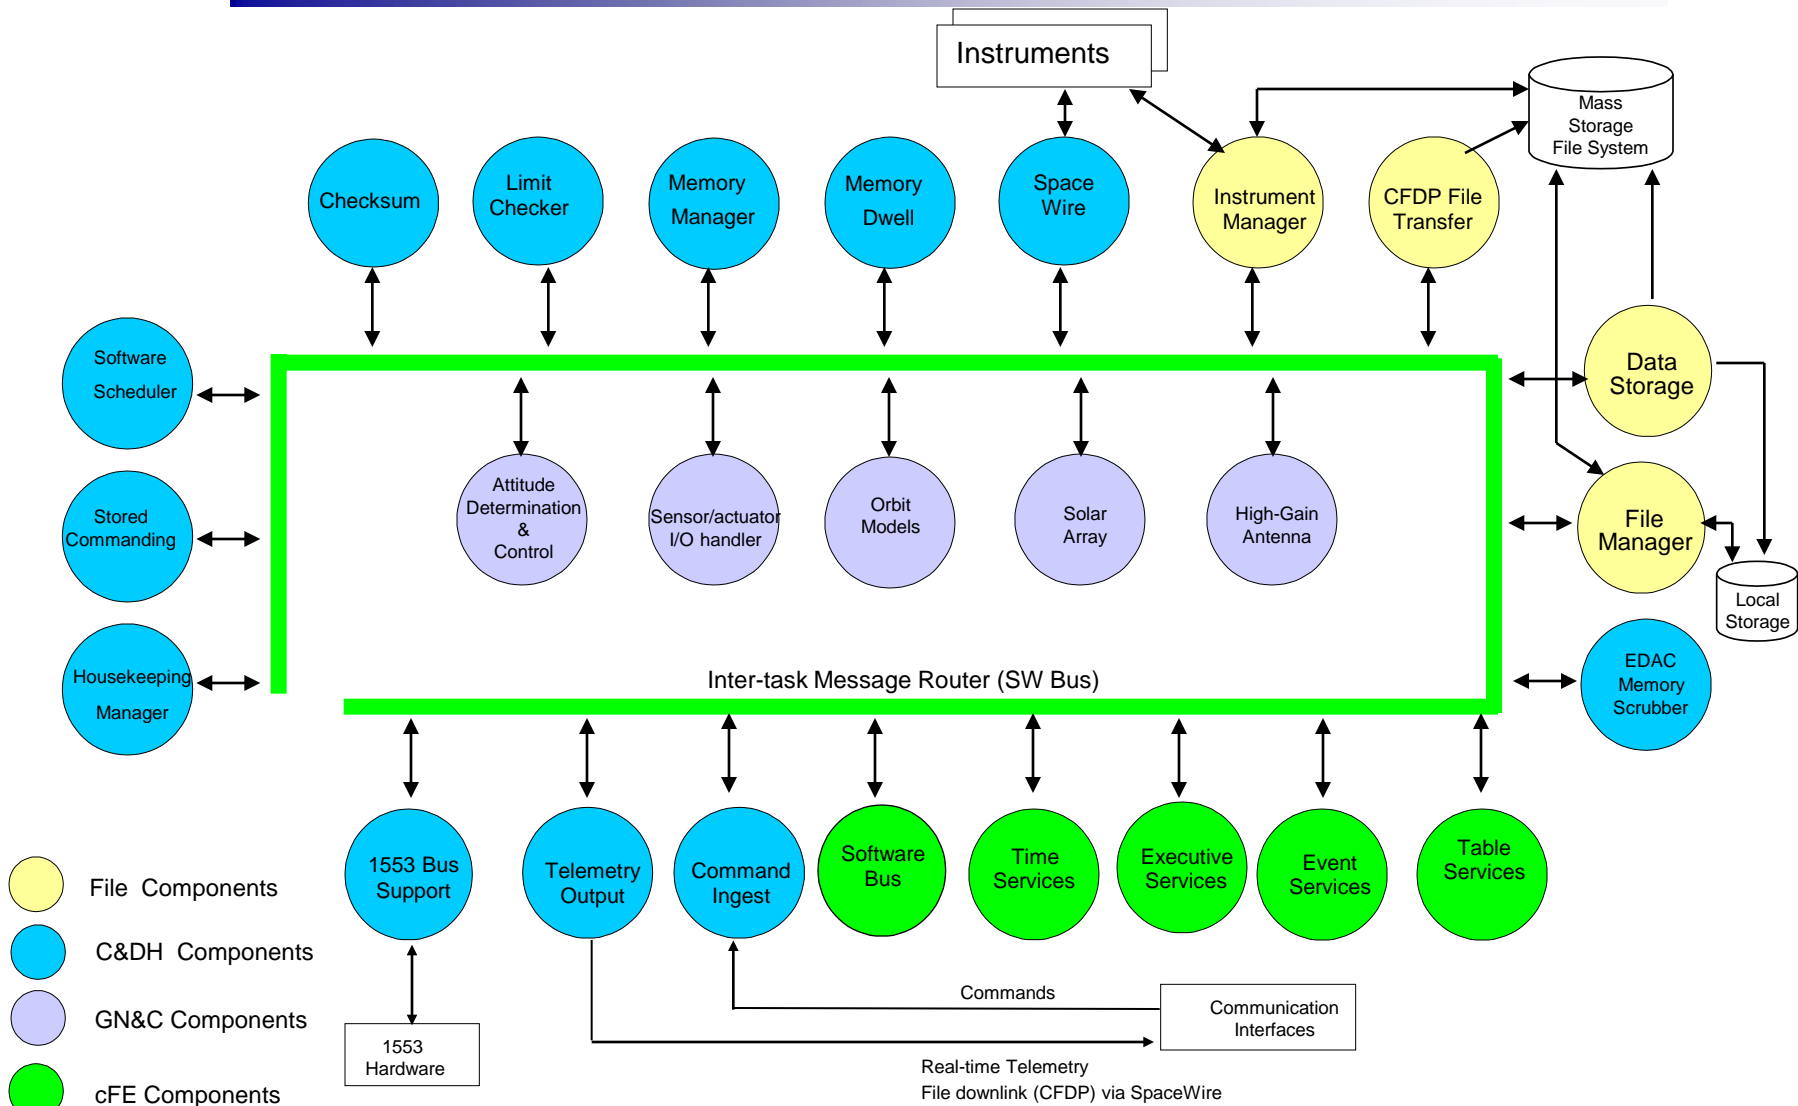 Instruments
Mass
Storage
File System
Checksum
Limit
Checker
Memory
Manager
Memory
Dwell
Space
Wire
Instrument
Manager
CFDP File
Transfer
Software
Scheduler
Data
Storage
Stored
Commanding
Attitude
Determination
&
Control
Sensor/actuator
I/O handler
Orbit
Models
Solar
Array
High-Gain
Antenna
File
Manager
Local
Storage
Housekeeping
Manager
Inter-task Message Router (SW Bus)
EDAC
Memory
Scrubber
1553 Bus
Support
Telemetry
Output
Command
Ingest
Software
Bus
Time
Services
Executive
Services
Event
Services
Table
Services
File Components
C&DH Components
GN&C Components
cFE Components
1553
Hardware
Commands
Communication
Interfaces
Real-time Telemetry
File downlink (CFDP) via SpaceWire